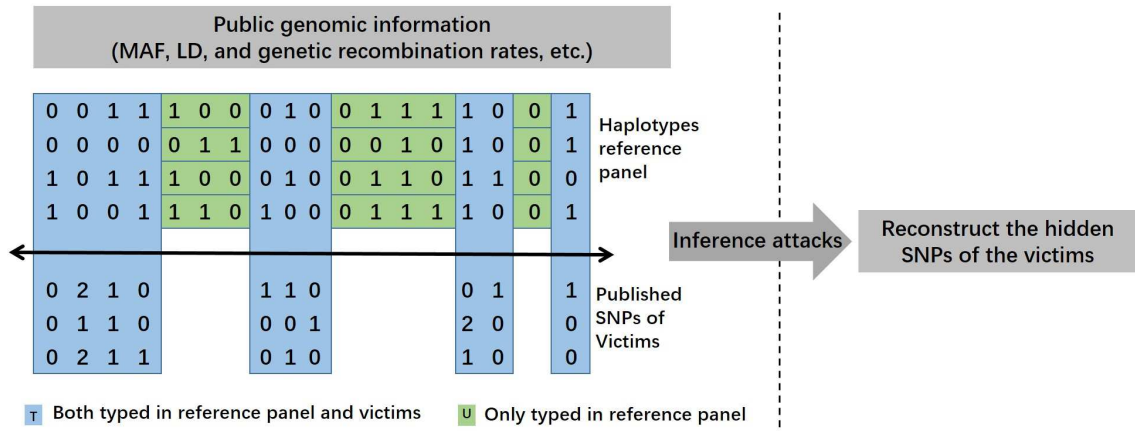 Public genomic information
(MAF, LD, and genetic recombination rates, etc.)
0 0 1 1 1 0 0 0 1 0 0 1 1 1 1 0 0 1
0 0 0 0 0 1 1 0 0 0 0 0 1 0 1 0 0 1
1 0 1 1 1 0 0 0 1 0 0 1 1 0 1 1 0 0
1 0 0 1 1 1 0 1 0 0 0 1 1 1 1 0 0 1
Haplotypes
reference
panel
Inference attacks
Reconstruct the hidden
SNPs of the victims
0 2 1 0 1 1 0 0 1 1
0 1 1 0 0 0 1 2 0 0
0 2 1 1 0 1 0 1 0 0
Published
SNPs of
Victims
T Both typed in reference panel and victims
U Only typed in reference panel